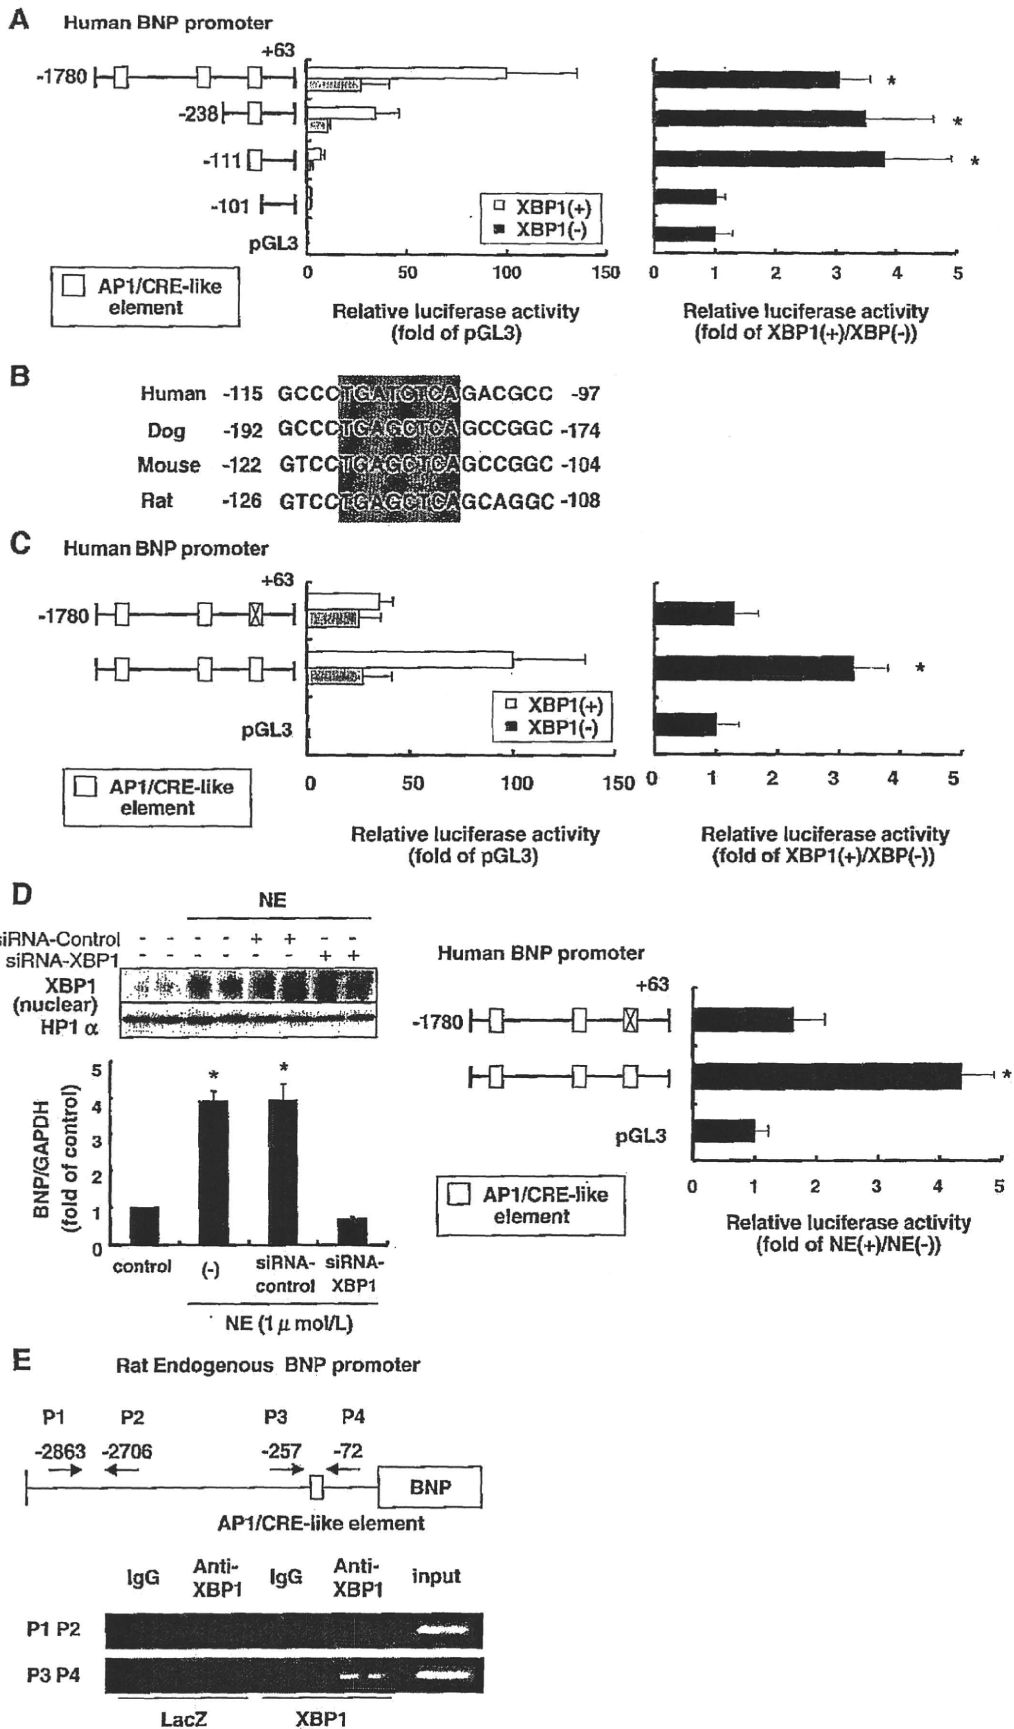 A
Human BNP promoter
+63
-1780
-238
-111
-101
pGL3
XBP1(+)
XBP1(-)
AP1/CRE-like
element
0 50 100 150
Relative luciferase activity
(fold of pGL3)
*
*
*
0 1 2 3 4 5
Relative luciferase activity
(fold of XBP1(+)/XBP(-))
B
Human -115 GCCCTGATCTCAGACGCC -97
Dog -192 GCCCTGAGCTCAGCCGGC -174
Mouse -122 GTCCTGAGCTCAGCCGGC -104
Rat -126 GTCCTGAGCTCAGCAGGC -108
C
Human BNP promoter
+63
-1780
pGL3
XBP1(+)
XBP1(-)
AP1/CRE-like
element
0 50 100 150
Relative luciferase activity
(fold of pGL3)
*
0 1 2 3 4 5
Relative luciferase activity
(fold of XBP1(+)/XBP(-))
D
NE
iRNA-Control - - - - + + - -
siRNA-XBP1 - - - - - - + +
XBP1
(nuclear)
HP1 α
BNP/GAPDH
(fold of control)
5
4
3
2
1
0
* *
control (-) siRNA-control siRNA-XBP1
NE (1 μ mol/L)
Human BNP promoter
+63
-1780
pGL3
*
AP1/CRE-like
element
0 1 2 3 4 5
Relative luciferase activity
(fold of NE(+)/NE(-))
E
Rat Endogenous BNP promoter
P1 P2 P3 P4
-2863 -2706 -257 -72
BNP
AP1/CRE-like element
IgG Anti-XBP1 IgG Anti-XBP1 input
P1 P2
P3 P4
LacZ XBP1